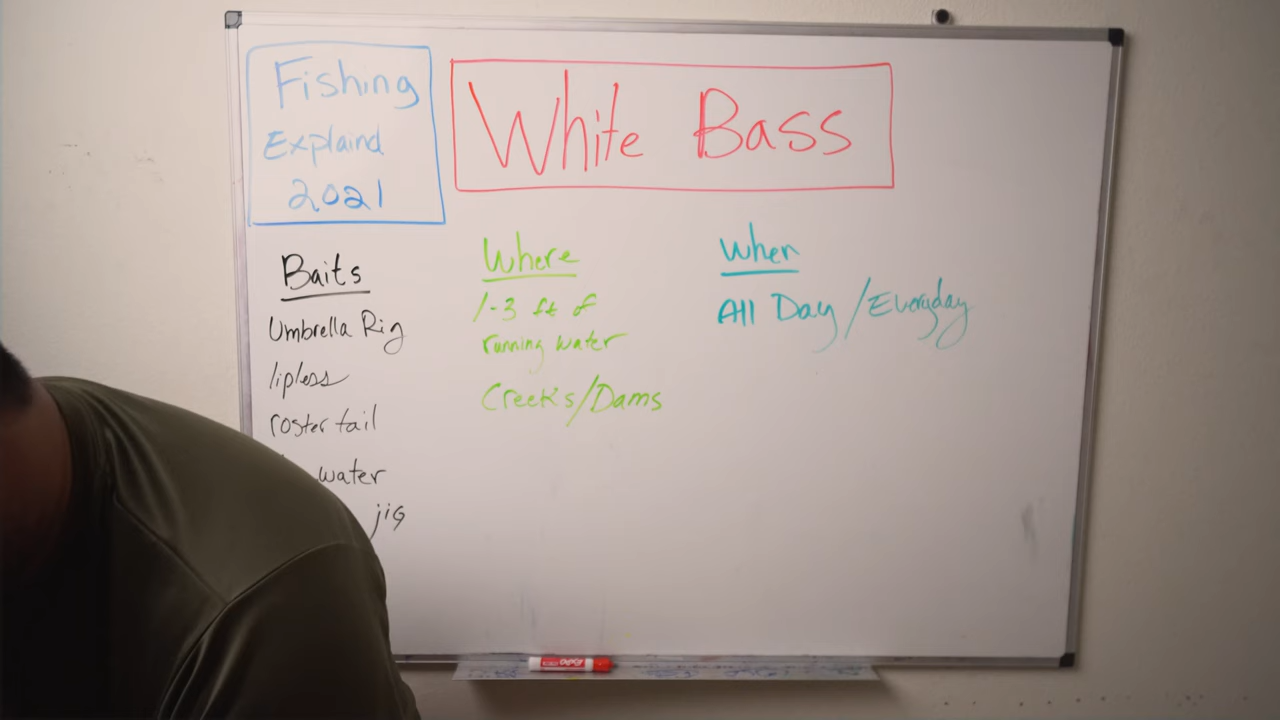 Fishing
Explaind
2021
White Bass
Baits
Umbrella Rig
lipless
roster tail
water
jig
Where
1-3 ft of
running water
Creeks/Dams
When
All Day/Everyday
EXPO